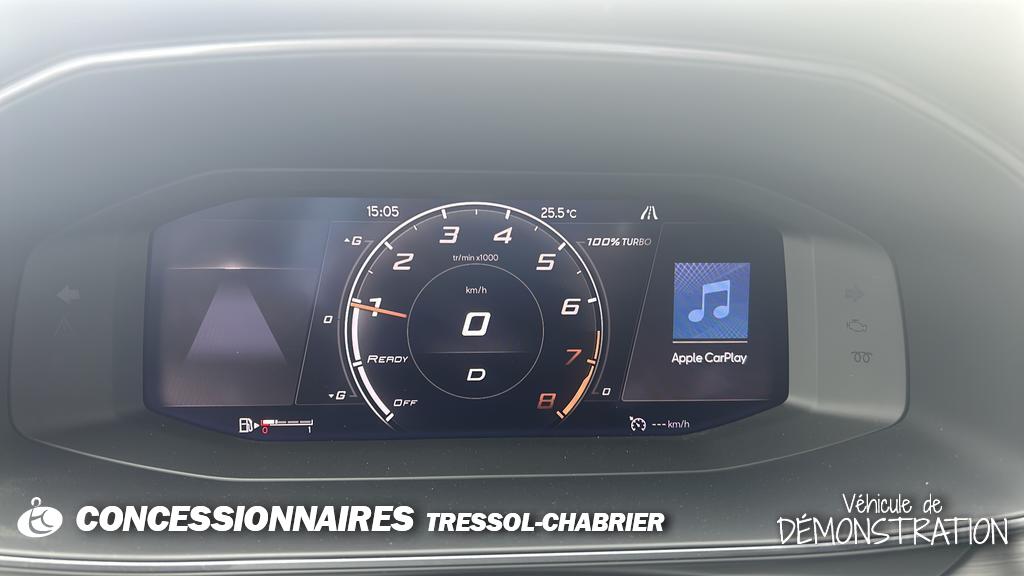 15:05
25.5°C
G
100% TURBO
3 4
2 5
tr/min x1000
km/h
1 6
0
0
READY
7
Apple CarPlay
D
G
OFF
8
0
0 1
--- km/h
CONCESSIONNAIRES TRESSOL-CHABRIER
Véhicule de
DÉMONSTRATION